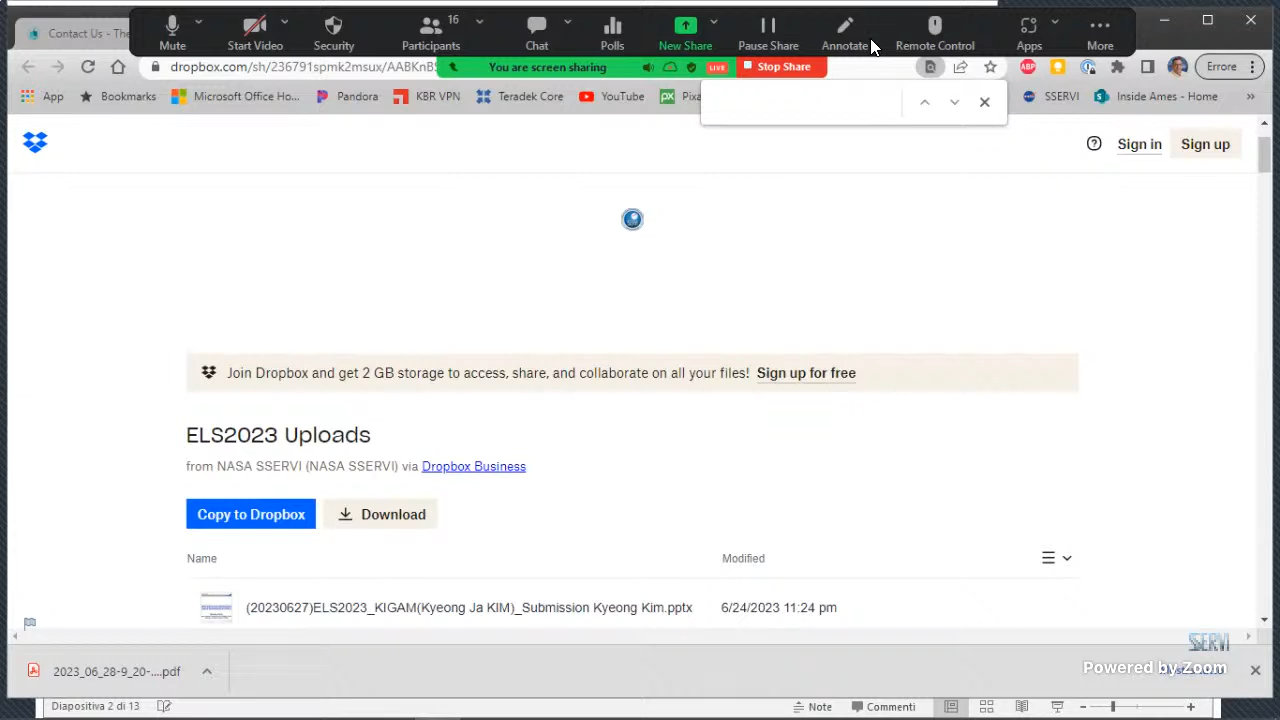 Contact Us - The
Mute
Start Video
Security
16
Participants
Chat
Polls
New Share
Pause Share
Annotate
Remote Control
Apps
More
dropbox.com/sh/236791spmk2msux/AABKnB
You are screen sharing
LIVE
Stop Share
ABP
Errore
App
Bookmarks
Microsoft Office Ho...
Pandora
KBR VPN
Teradek Core
YouTube
px
Pixa
SSERVI
Inside Ames - Home
»
Sign in
Sign up
Join Dropbox and get 2 GB storage to access, share, and collaborate on all your files! Sign up for free
ELS2023 Uploads
from NASA SSERVI (NASA SSERVI) via Dropbox Business
Copy to Dropbox
Download
Name
Modified
(20230627)ELS2023_KIGAM(Kyeong Ja KIM)_Submission Kyeong Kim.pptx
6/24/2023 11:24 pm
SSERVI
2023_06_28-9_20-....pdf
Powered by Zoom
Diapositiva 2 di 13
Note
Commenti